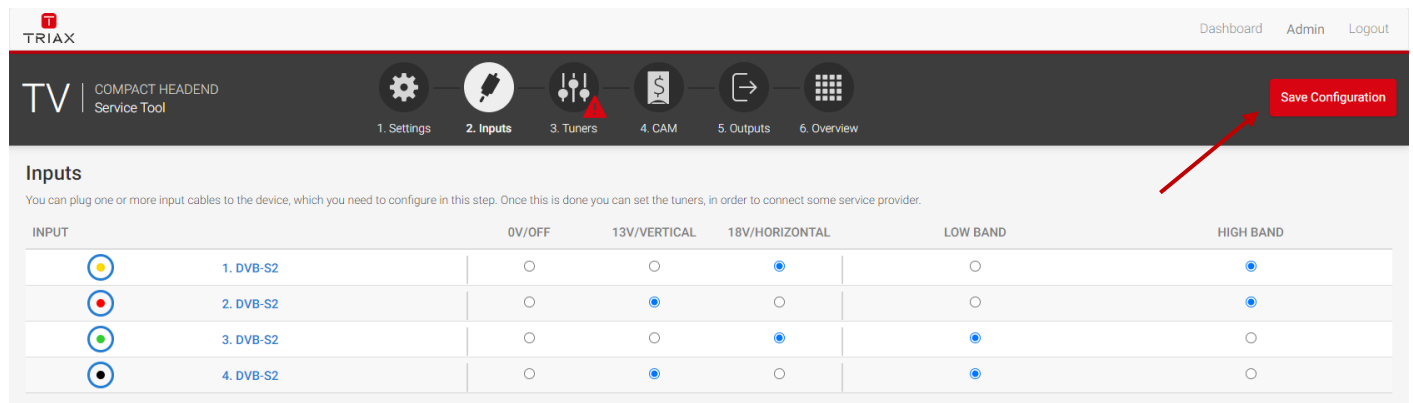 TRIAX
Dashboard Admin Logout
TV COMPACT HEADEND
Service Tool
1. Settings 2. Inputs 3. Tuners 4. CAM 5. Outputs 6. Overview
Save Configuration
Inputs
You can plug one or more input cables to the device, which you need to configure in this step. Once this is done you can set the tuners, in order to connect some service provider.
INPUT 0V/OFF 13V/VERTICAL 18V/HORIZONTAL LOW BAND HIGH BAND
1. DVB-S2
2. DVB-S2
3. DVB-S2
4. DVB-S2